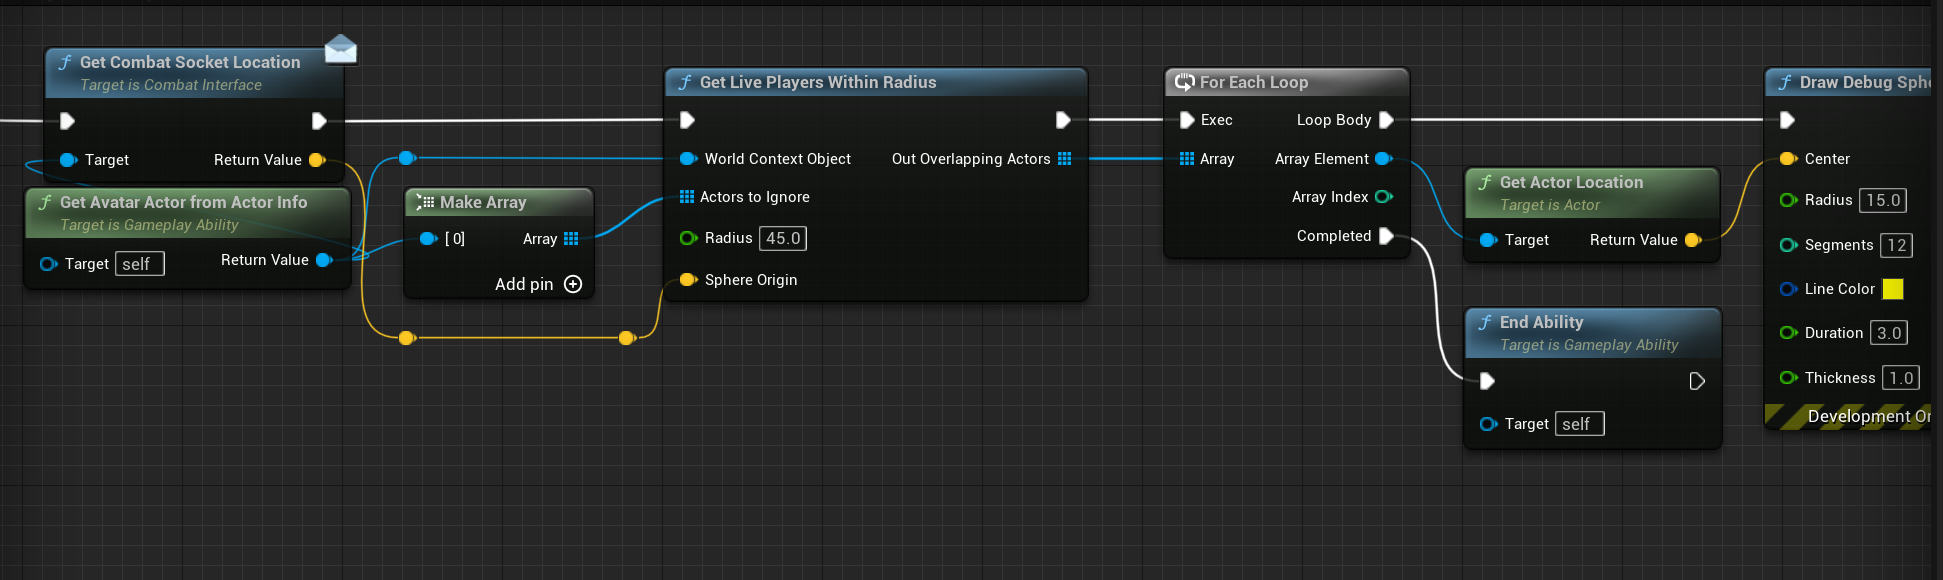 Get Combat Socket Location
Target is Combat Interface
Target
Return Value
Get Avatar Actor from Actor Info
Target is Gameplay Ability
Target self
Return Value
Make Array
[ 0]
Array
Add pin
Get Live Players Within Radius
World Context Object
Out Overlapping Actors
Actors to Ignore
Radius 45.0
Sphere Origin
For Each Loop
Exec
Loop Body
Array
Array Element
Array Index
Completed
Get Actor Location
Target is Actor
Target
Return Value
End Ability
Target is Gameplay Ability
Target self
Draw Debug
Center
Radius 15.0
Segments 12
Line Color
Duration 3.0
Thickness 1.0
Development